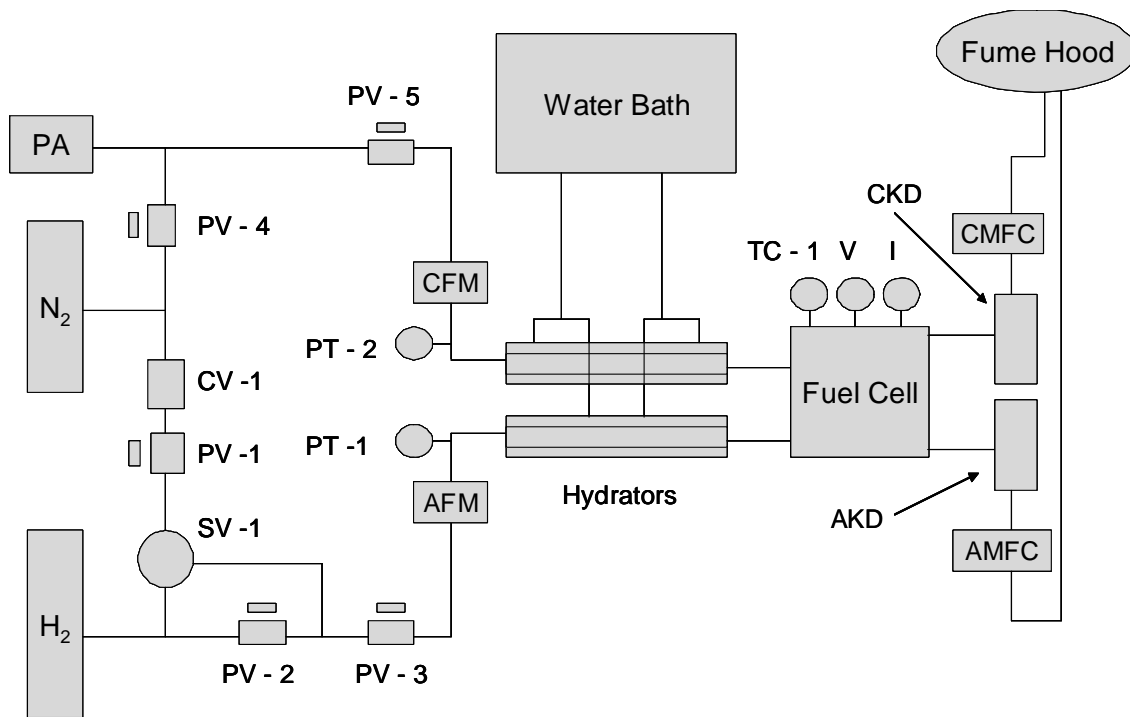 Fume Hood
PV - 5
Water Bath
PA
CKD
PV - 4
CMFC
TC - 1 V I
N2
CFM
PT - 2
CV -1
Fuel Cell
PV -1
PT -1
Hydrators
AFM
AKD
SV -1
AMFC
H2
PV - 2
PV - 3